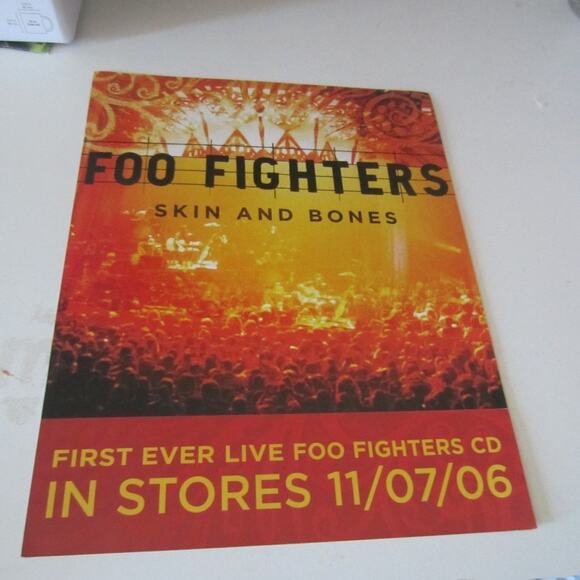 FOO FIGHTERS
SKIN AND BONES
FIRST EVER LIVE FOO FIGHTERS CD
IN STORES 11/07/06